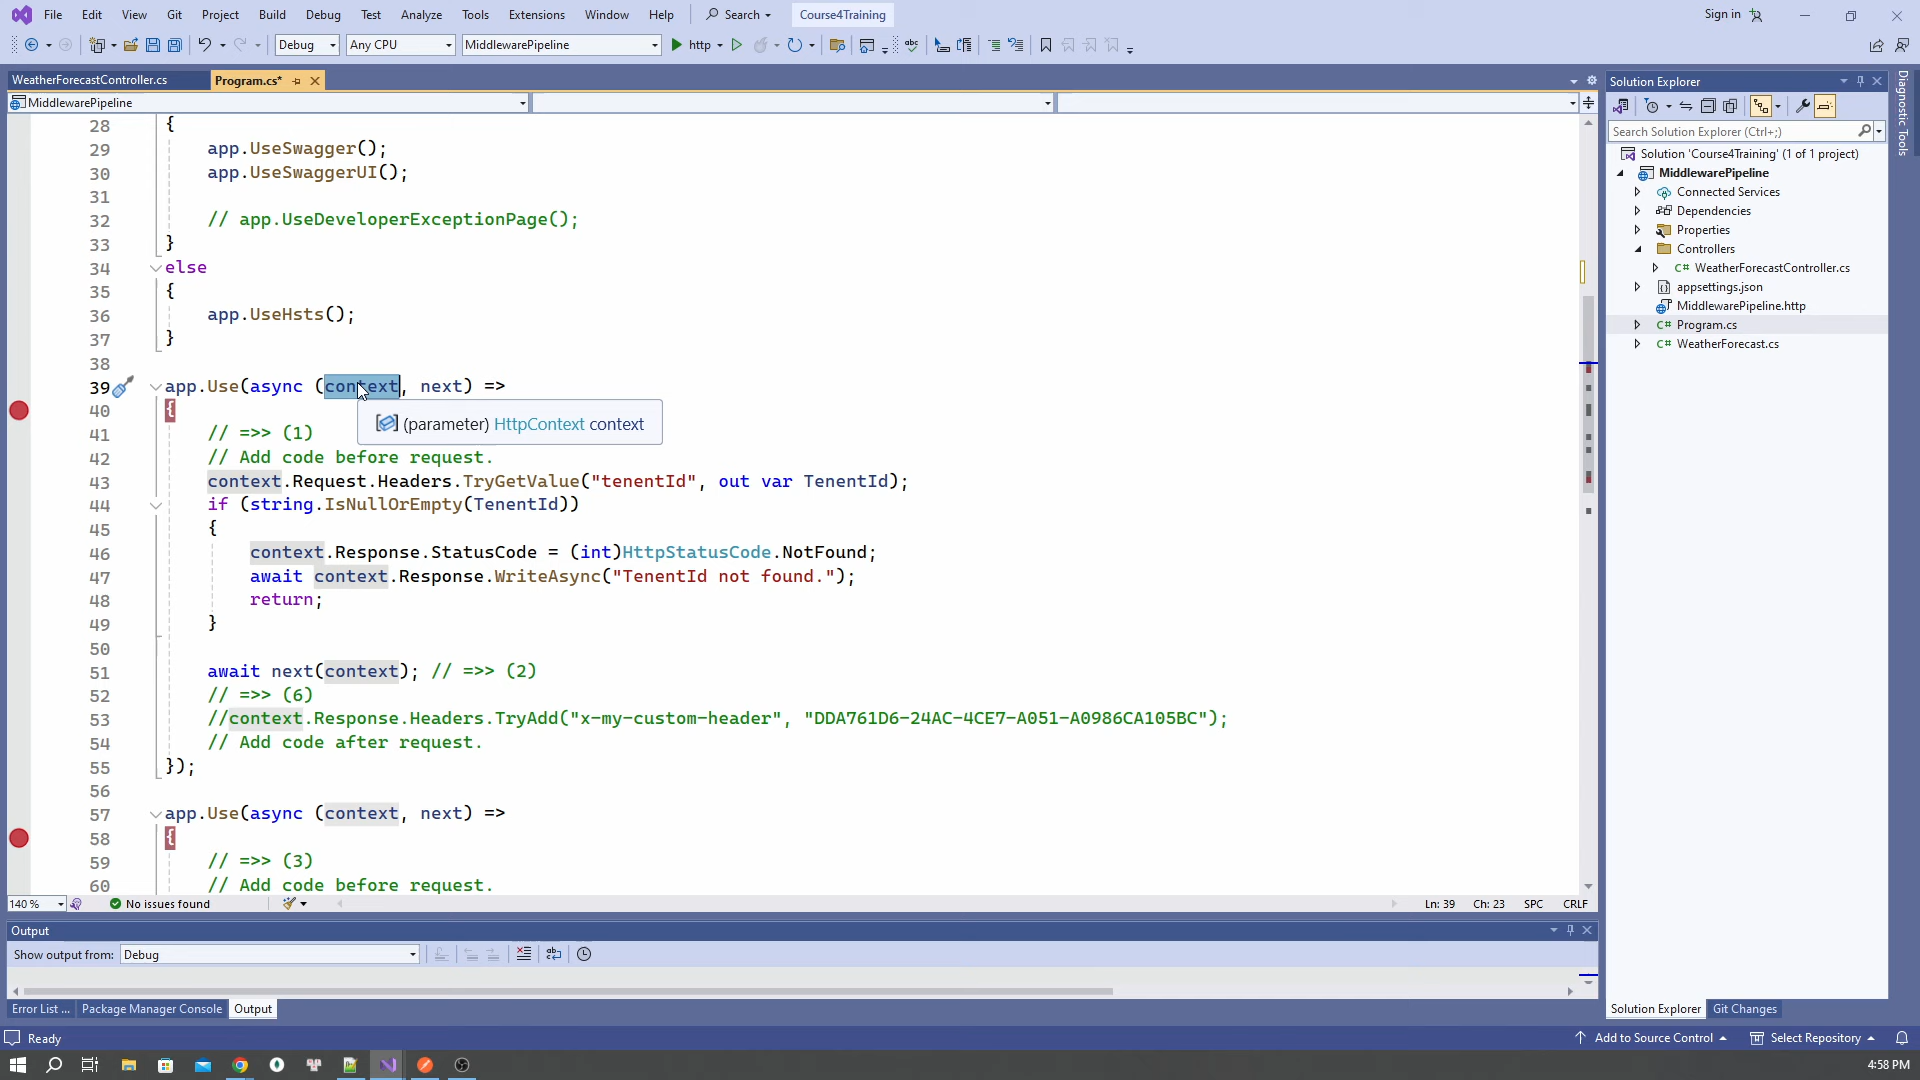 File Edit View Git Project Build Debug Test Analyze Tools Extensions Window Help Search Course4Training Sign in
Debug Any CPU MiddlewarePipeline http
WeatherForecastController.cs Program.cs*
MiddlewarePipeline
28 {
29 app.UseSwagger();
30 app.UseSwaggerUI();
31
32 // app.UseDeveloperExceptionPage();
33 }
34 else
35 {
36 app.UseHsts();
37 }
38
39 app.Use(async (context, next) =>
40 {
(parameter) HttpContext context
41 // =>> (1)
42 // Add code before request.
43 context.Request.Headers.TryGetValue("tenentId", out var TenentId);
44 if (string.IsNullOrEmpty(TenentId))
45 {
46 context.Response.StatusCode = (int)HttpStatusCode.NotFound;
47 await context.Response.WriteAsync("TenentId not found.");
48 return;
49 }
50
51 await next(context); // =>> (2)
52 // =>> (6)
53 //context.Response.Headers.TryAdd("x-my-custom-header", "DDA761D6-24AC-4CE7-A051-A0986CA105BC");
54 // Add code after request.
55 });
56
57 app.Use(async (context, next) =>
58 {
59 // =>> (3)
60 // Add code before request.
140 % No issues found Ln: 39 Ch: 23 SPC CRLF
Output
Show output from: Debug
Error List ... Package Manager Console Output
Solution Explorer
Search Solution Explorer (Ctrl+;)
Solution 'Course4Training' (1 of 1 project)
MiddlewarePipeline
Connected Services
Dependencies
Properties
Controllers
C# WeatherForecastController.cs
appsettings.json
MiddlewarePipeline.http
C# Program.cs
C# WeatherForecast.cs
Solution Explorer Git Changes
Diagnostic Tools
Ready Add to Source Control Select Repository
4:58 PM